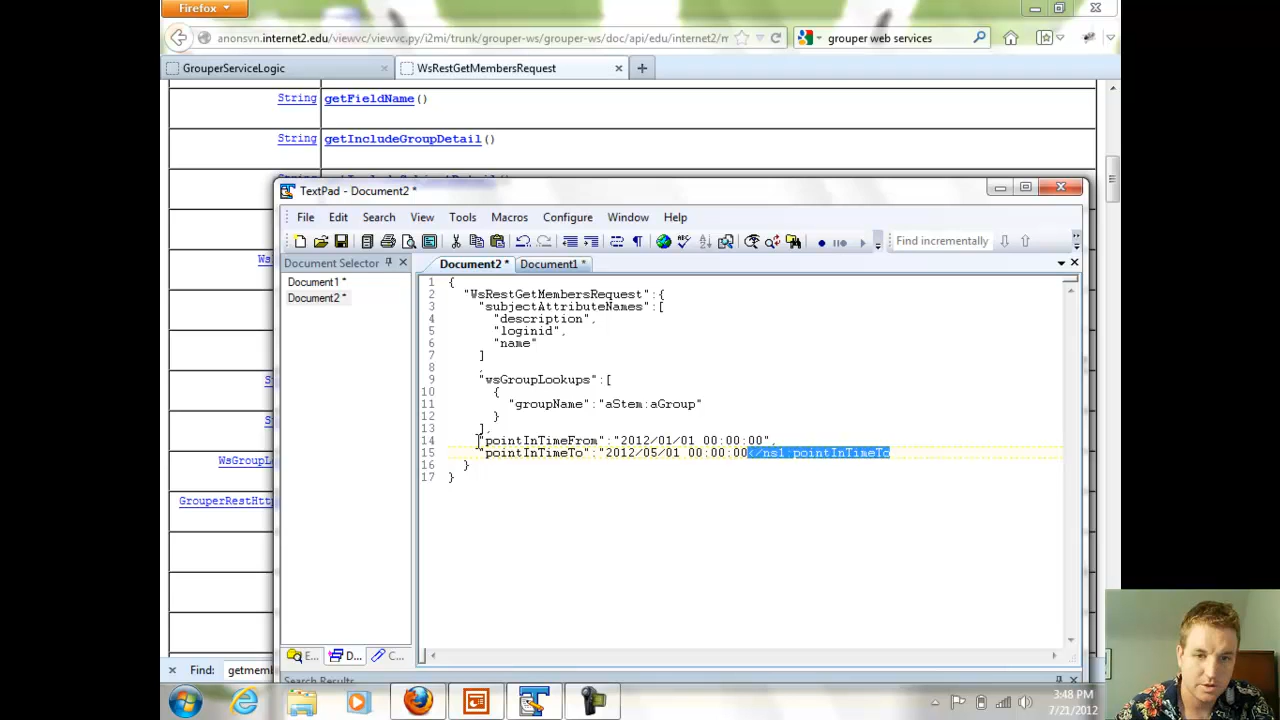 Firefox
anonsvn.internet2.edu/viewvc/viewvc.py/i2mi/trunk/grouper-ws/grouper-ws/doc/api/edu/internet2/m
grouper web services
GrouperServiceLogic
WsRestGetMembersRequest
String getFieldName()
String getIncludeGroupDetail()
TextPad - Document2 *
File Edit Search View Tools Macros Configure Window Help
Find incrementally
Document Selector
Document2 * Document1 *
Document1 *
Document2 *
1 {
2 "WsRestGetMembersRequest":{
3 "subjectAttributeNames":[
4 "description",
5 "loginid",
6 "name"
7 ]
8 ,
9 "wsGroupLookups":[
10 {
11 "groupName":"aStem:aGroup"
12 }
13 ],
14 "pointInTimeFrom":"2012/01/01 00:00:00",
15 "pointInTimeTo":"2012/05/01 00:00:00</ns1:pointInTimeTo
16 }
17 }
Ws
S
S
WsGroupL
GrouperRestHttp
E... D... C...
Find: getmemb
Search Results
3:48 PM
7/21/2012